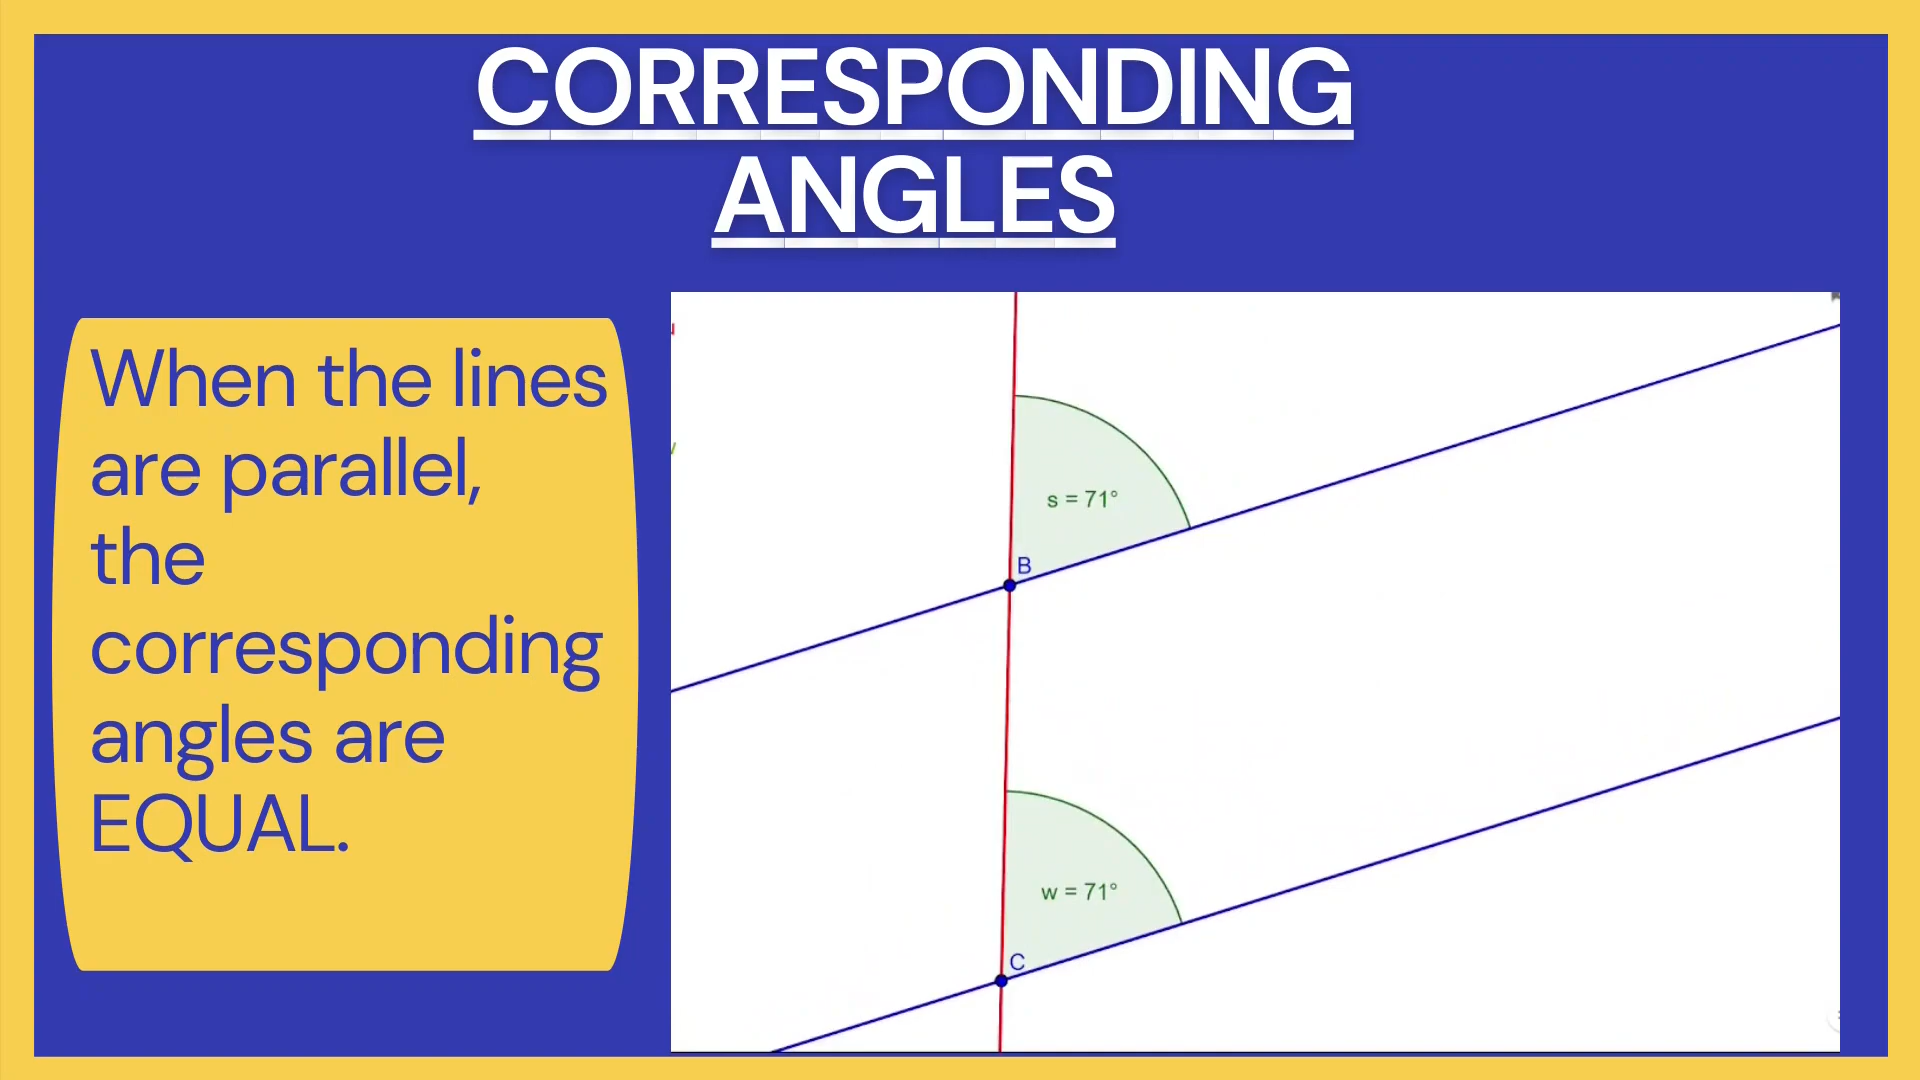 CORRESPONDING
ANGLES
When the lines
are parallel,
the
corresponding
angles are
EQUAL.
s = 71°
B
w = 71°
C